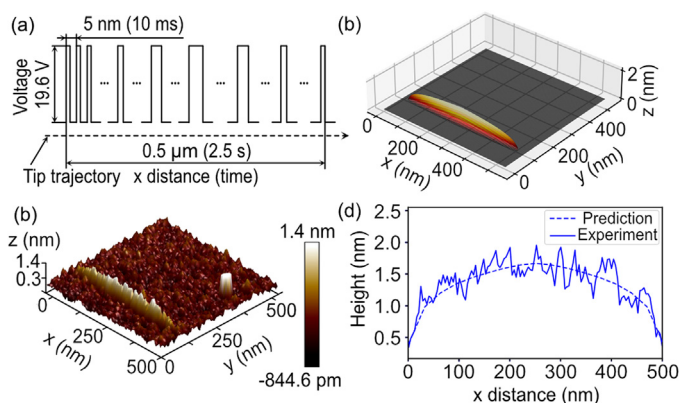 (a)
5 nm (10 ms)
Voltage
19.6 V
... ... ... ... ... ...
0.5 µm (2.5 s)
Tip trajectory
x distance (time)
(b)
2
0
z (nm)
0
200
400
x (nm)
0
200
400
y (nm)
(b)
z (nm)
1.4
0.3
0
250
500
x (nm)
0
250
500
y (nm)
1.4 nm
-844.6 pm
(d)
2.5
2.0
1.5
1.0
0.5
Height (nm)
Prediction
Experiment
0 100 200 300 400 500
x distance (nm)